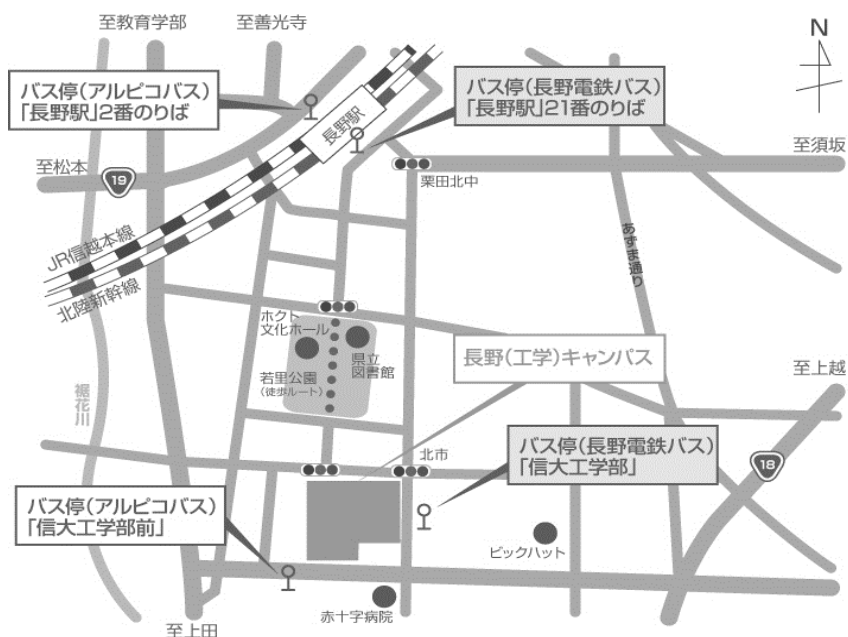 至教育学部
至善光寺
N
バス停(アルピコバス)
「長野駅」2番のりば
バス停(長野電鉄バス)
「長野駅」21番のりば
長野駅
至須坂
至松本
19
栗田北中
JR信越本線
北陸新幹線
あずま通り
ホクト
文化ホール
県立
図書館
若里公園
(徒歩ルート)
長野(工学)キャンパス
至上越
裾花川
バス停(長野電鉄バス)
「信大工学部」
北市
18
バス停(アルピコバス)
「信大工学部前」
ビックハット
赤十字病院
至上田